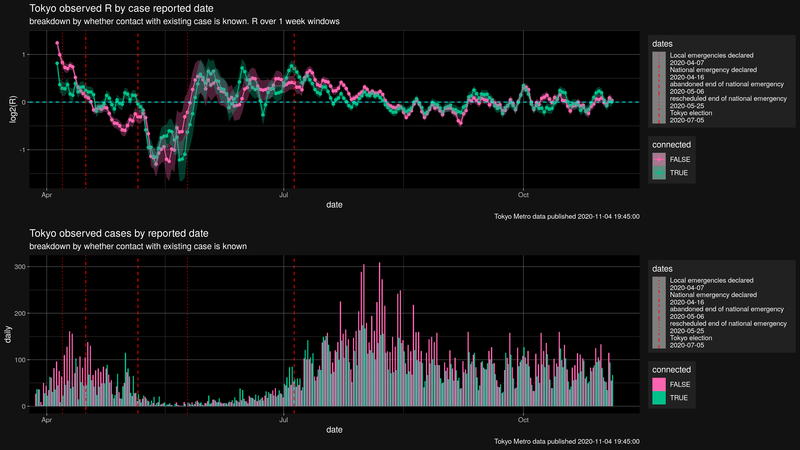 Tokyo observed R by case reported date
breakdown by whether contact with existing case is known. R over 1 week windows
1
0
-1
log2(R)
Apr
Jul
Oct
date
Tokyo Metro data published 2020-11-04 19:45:00
dates
Local emergencies declared
2020-04-07
National emergency declared
2020-04-16
abandoned end of national emergency
2020-05-06
rescheduled end of national emergency
2020-05-25
Tokyo election
2020-07-05
connected
FALSE
TRUE
Tokyo observed cases by reported date
breakdown by whether contact with existing case is known
300
200
100
0
daily
Apr
Jul
Oct
date
Tokyo Metro data published 2020-11-04 19:45:00
dates
Local emergencies declared
2020-04-07
National emergency declared
2020-04-16
abandoned end of national emergency
2020-05-06
rescheduled end of national emergency
2020-05-25
Tokyo election
2020-07-05
connected
FALSE
TRUE